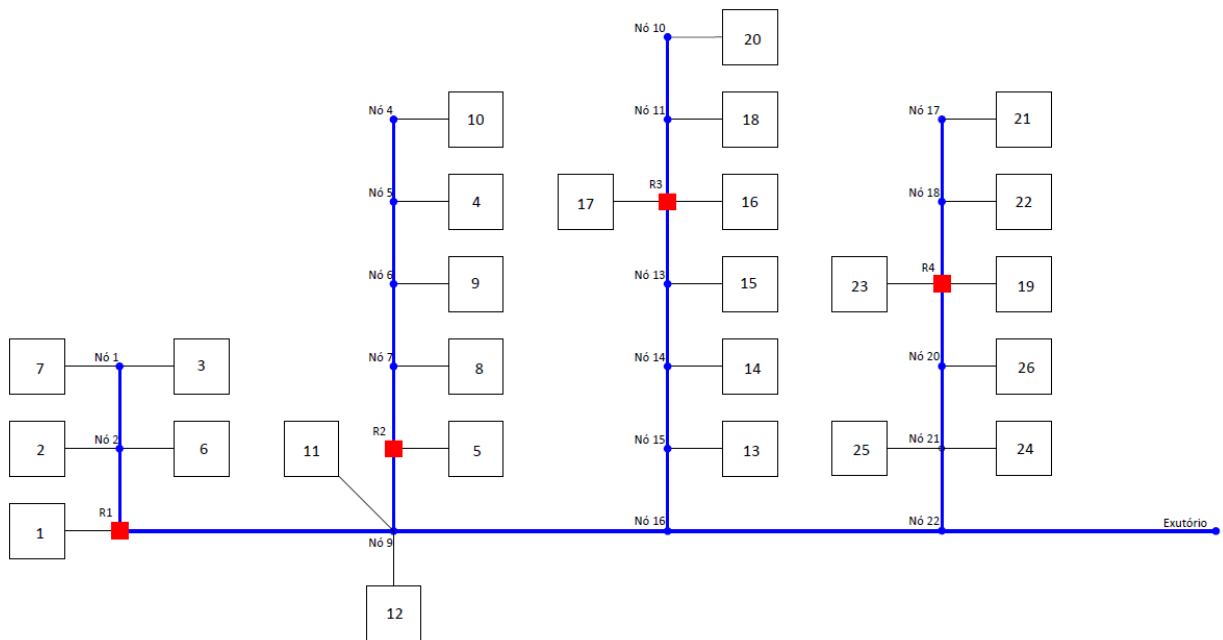 Nó 10
20
Nó 4
10
Nó 11
18
Nó 17
21
Nó 5
4
R3
17
16
Nó 18
22
Nó 6
9
Nó 13
15
R4
23
19
7
Nó 1
3
Nó 7
8
Nó 14
14
Nó 20
26
2
Nó 2
6
11
R2
5
Nó 15
13
25
Nó 21
24
1
R1
Nó 9
Nó 16
Nó 22
Exutório
12